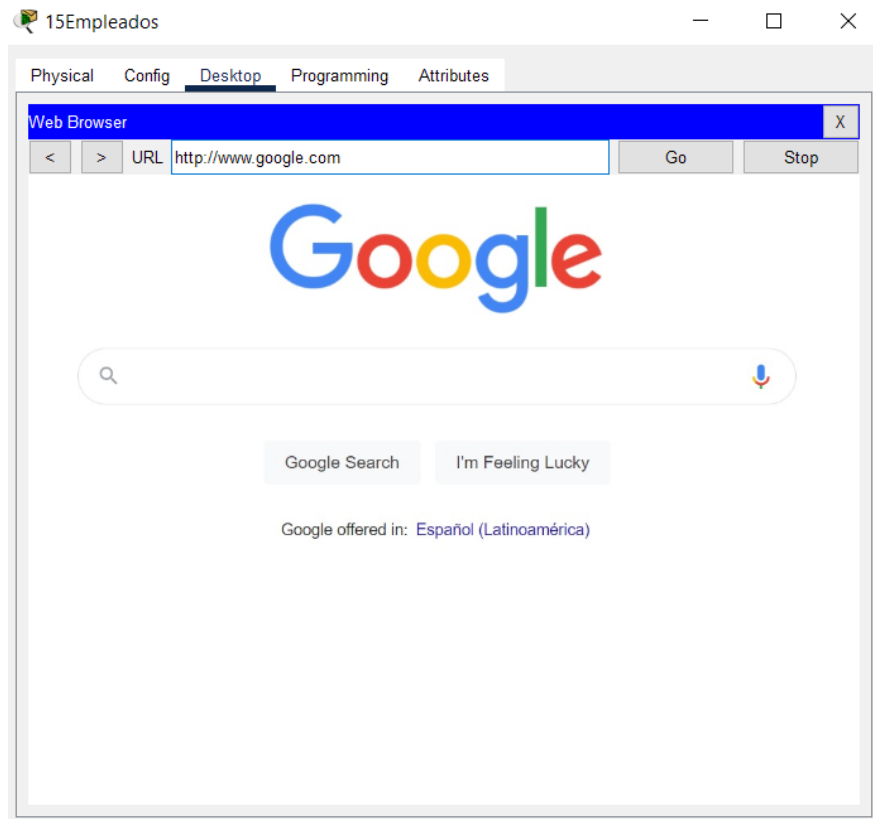 15Empleados
Physical Config Desktop Programming Attributes
Web Browser X
< > URL http://www.google.com Go Stop
Google
Google Search I'm Feeling Lucky
Google offered in: Español (Latinoamérica)